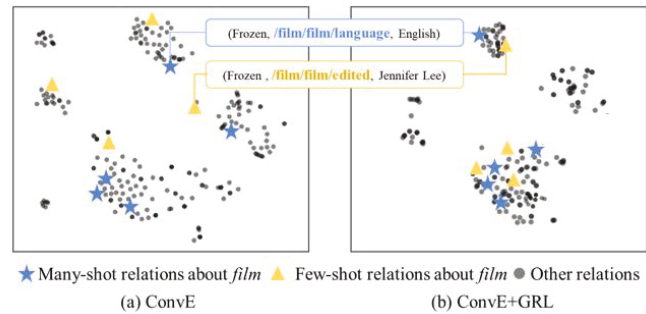 (Frozen, /film/film/language, English)
(Frozen , /film/film/edited, Jennifer Lee)
Many-shot relations about film
Few-shot relations about film
Other relations
(a) ConvE
(b) ConvE+GRL